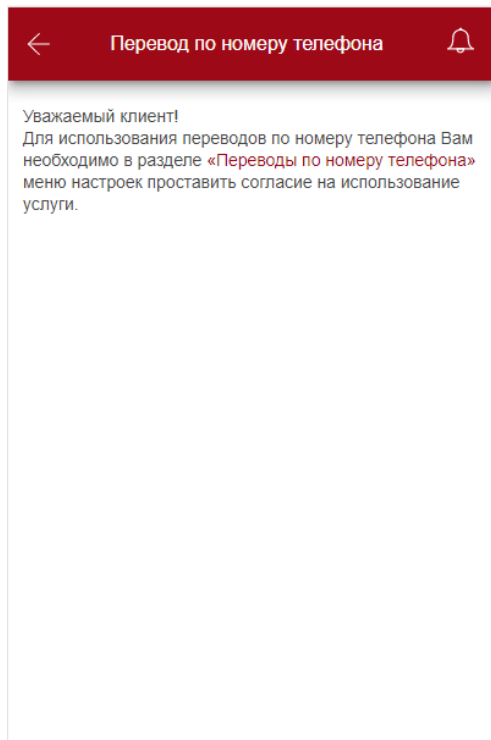 Перевод по номеру телефона
Уважаемый клиент!
Для использования переводов по номеру телефона Вам
необходимо в разделе «Переводы по номеру телефона»
меню настроек проставить согласие на использование
услуги.